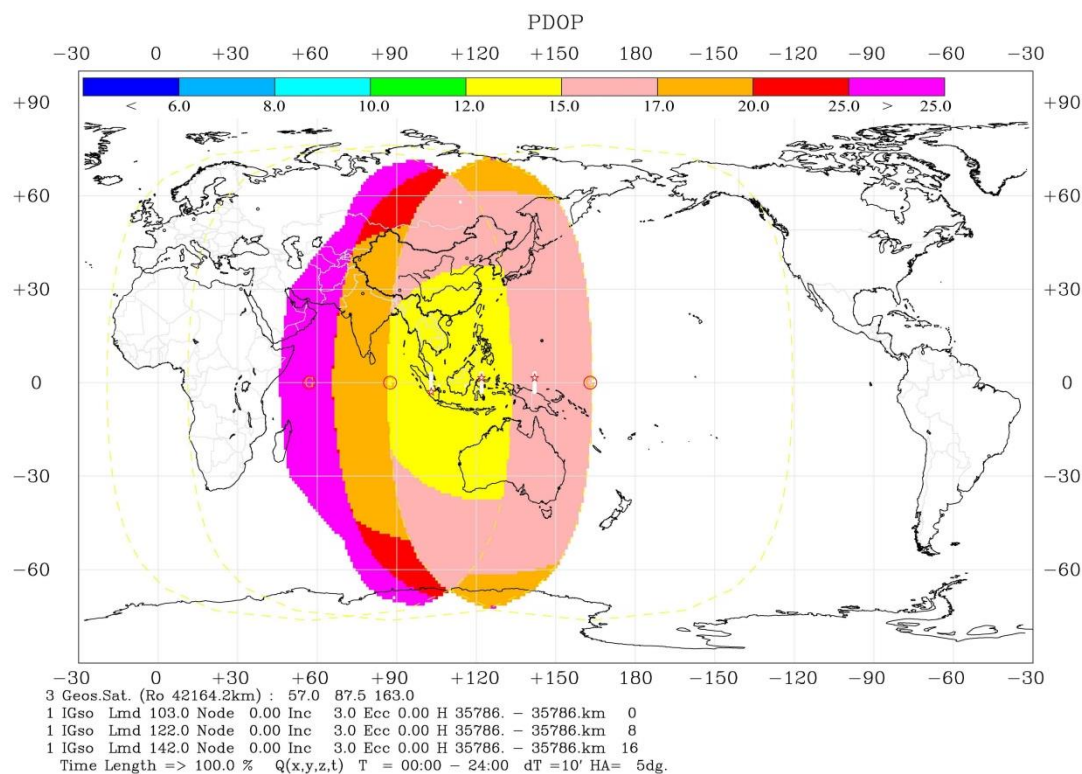 PDOP
-30 0 +30 +60 +90 +120 +150 180 -150 -120 -90 -60 -30
+90 +90
< 6.0 8.0 10.0 12.0 15.0 17.0 20.0 25.0 > 25.0
+60 +60
+30 +30
0 G 0
-30 -30
-60 -60
-30 0 +30 +60 +90 +120 +150 180 -150 -120 -90 -60 -30
3 Geos.Sat. (Ro 42164.2km) : 57.0 87.5 163.0
1 IGso Lmd 103.0 Node 0.00 Inc 3.0 Ecc 0.00 H 35786. - 35786.km 0
1 IGso Lmd 122.0 Node 0.00 Inc 3.0 Ecc 0.00 H 35786. - 35786.km 8
1 IGso Lmd 142.0 Node 0.00 Inc 3.0 Ecc 0.00 H 35786. - 35786.km 16
Time Length => 100.0 % Q(x,y,z,t) T = 00:00 - 24:00 dT =10' HA= 5dg.